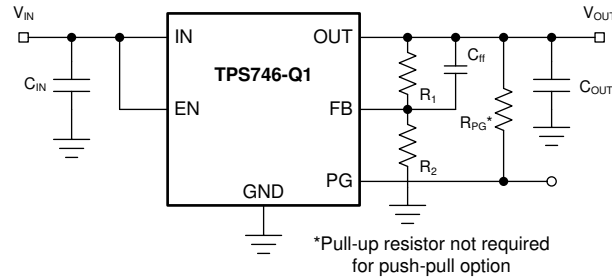 VIN
VOUT
IN
OUT
Cff
CIN
TPS746-Q1
R1
COUT
EN
FB
RPG*
R2
PG
GND
*Pull-up resistor not required
for push-pull option